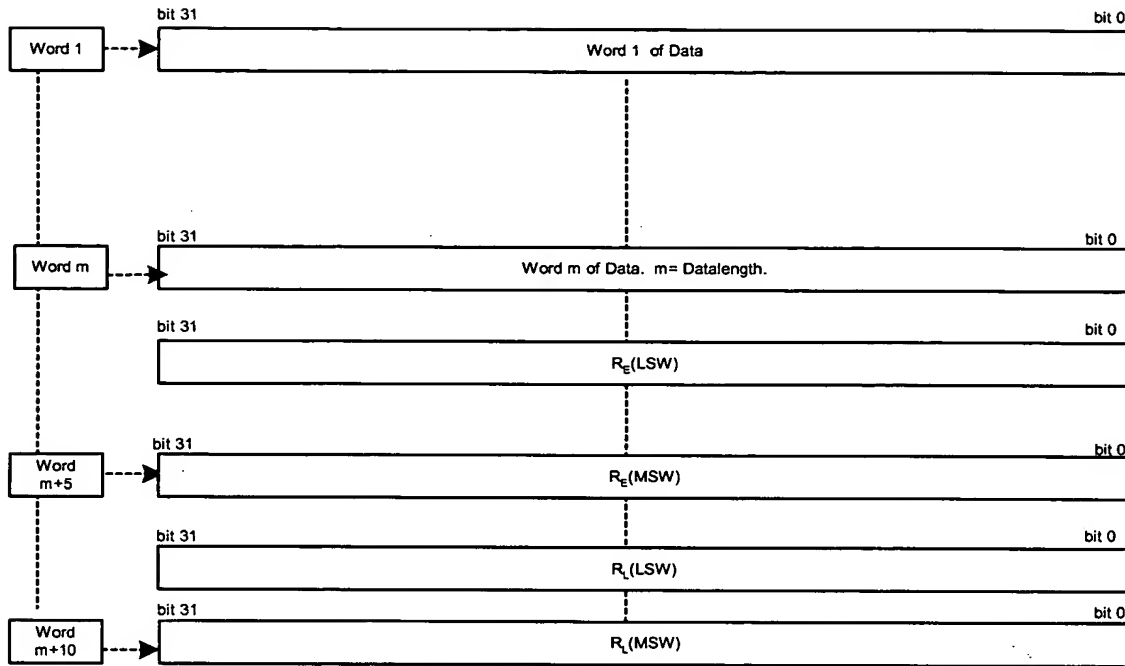 bit 31
bit 0
Word 1
Word 1 of Data
bit 31
bit 0
Word m
Word m of Data. m= Datalength.
bit 31
bit 0
R_E(LSW)
bit 31
bit 0
Word
m+5
R_E(MSW)
bit 31
bit 0
R_L(LSW)
bit 31
bit 0
Word
m+10
R_L(MSW)